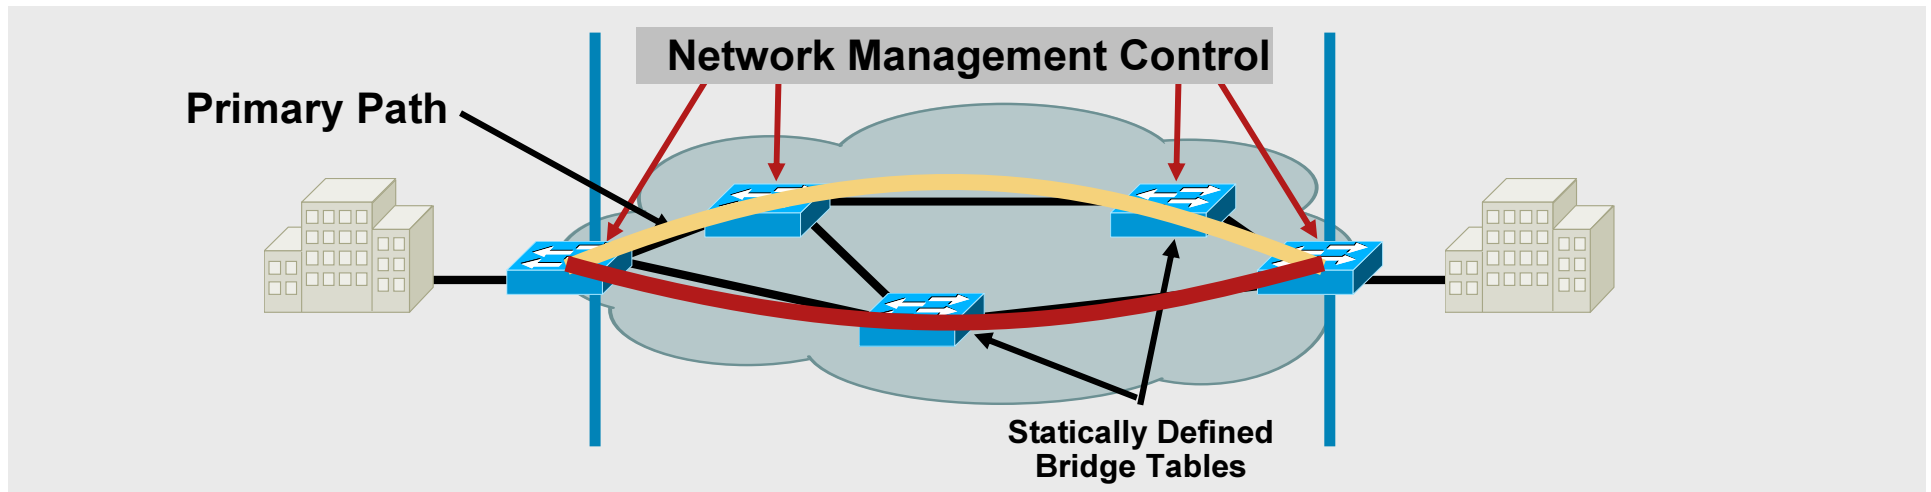 Network Management Control
Primary Path
Statically Defined
Bridge Tables